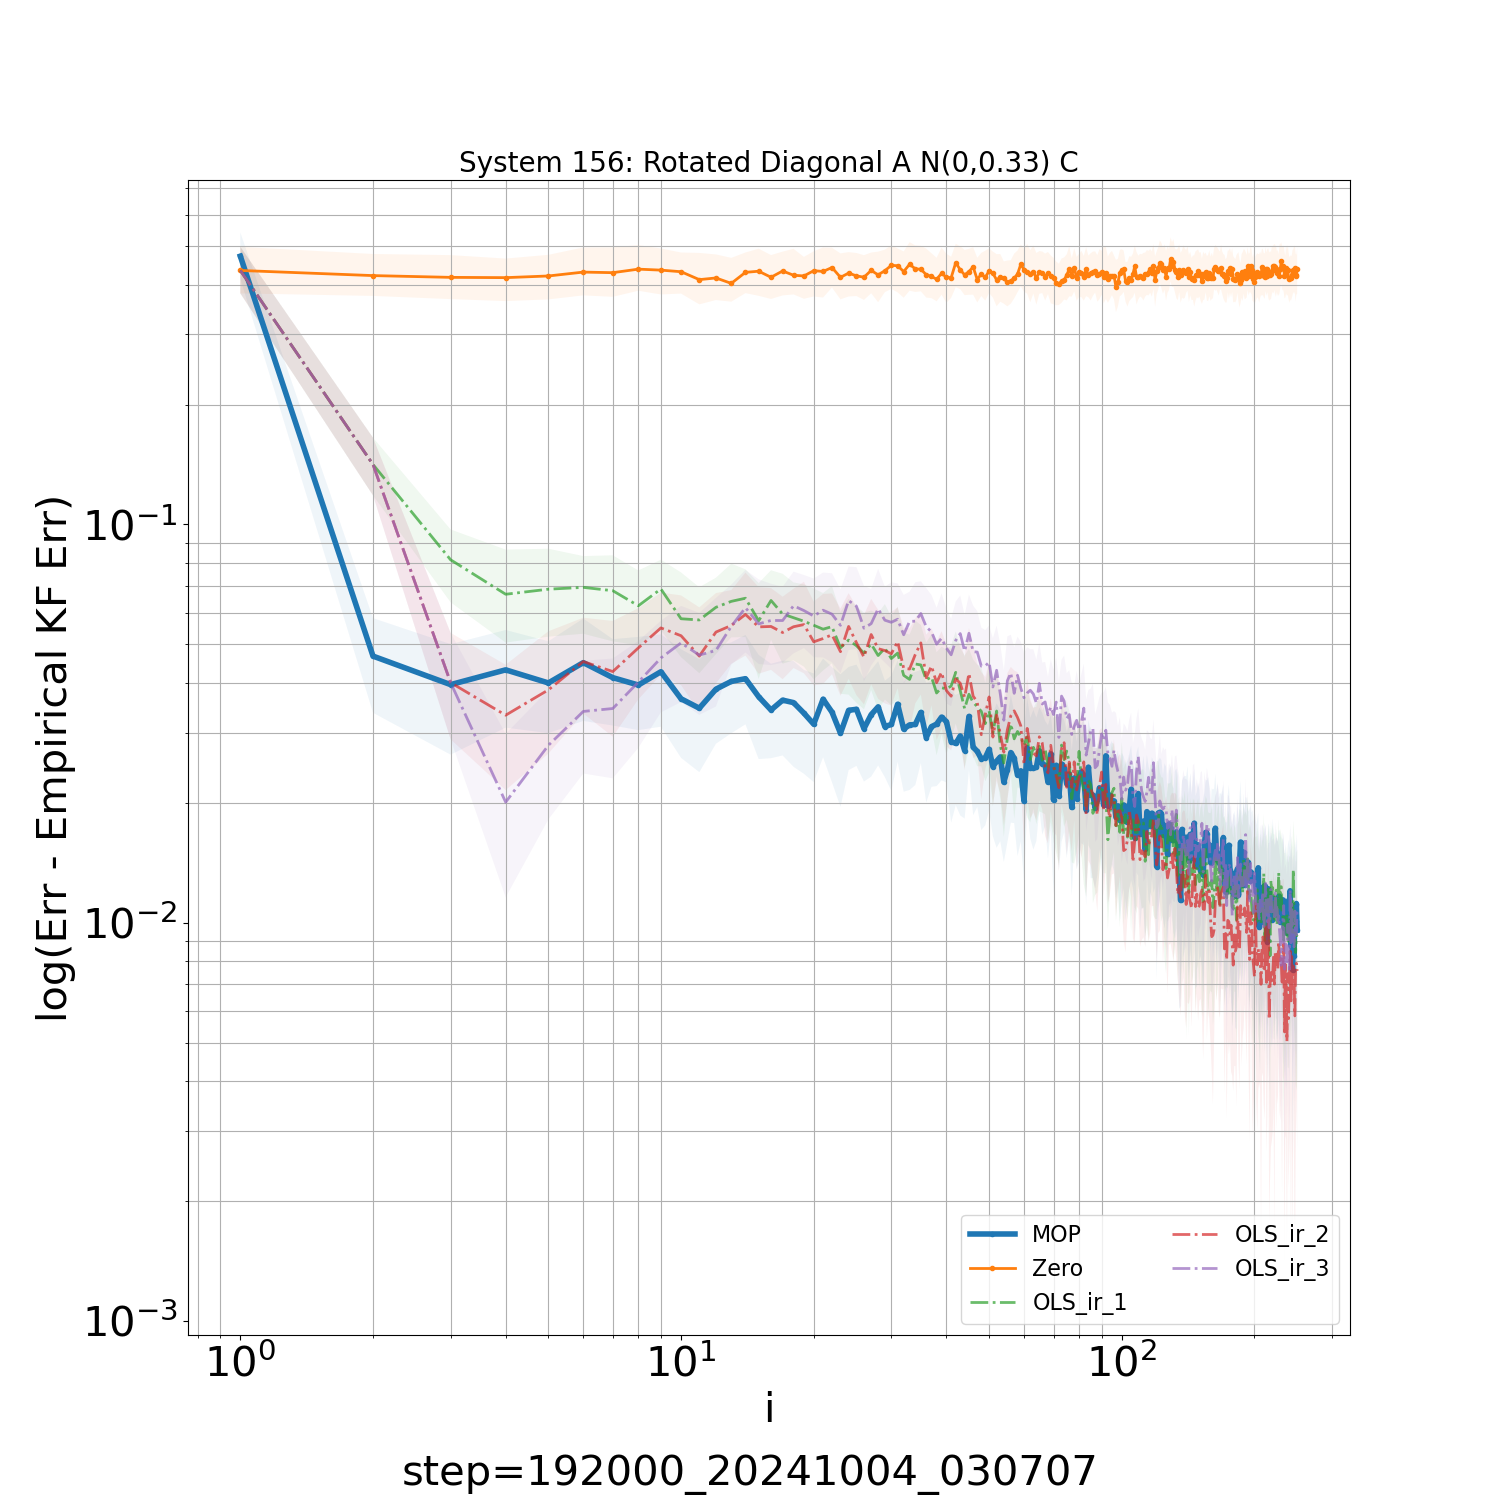 System 156: Rotated Diagonal A N(0,0.33) C
log(Err - Empirical KF Err)
10⁻¹
10⁻²
10⁻³
10⁰
10¹
10²
i
MOP
Zero
OLS_ir_1
OLS_ir_2
OLS_ir_3
step=192000_20241004_030707